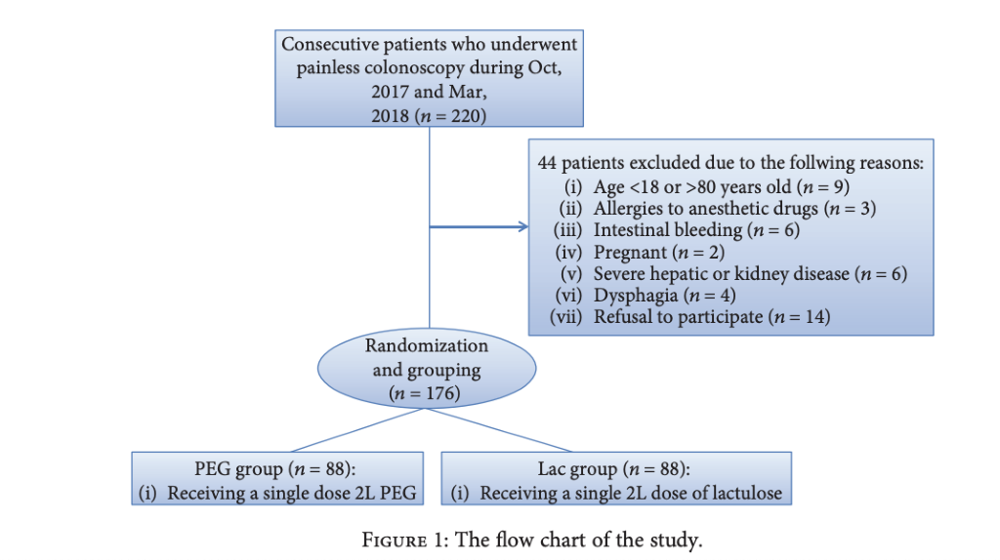 Consecutive patients who underwent
painless colonoscopy during Oct,
2017 and Mar,
2018 (n = 220)
44 patients excluded due to the follwing reasons:
(i) Age <18 or >80 years old (n = 9)
(ii) Allergies to anesthetic drugs (n = 3)
(iii) Intestinal bleeding (n = 6)
(iv) Pregnant (n = 2)
(v) Severe hepatic or kidney disease (n = 6)
(vi) Dysphagia (n = 4)
(vii) Refusal to participate (n = 14)
Randomization
and grouping
(n = 176)
PEG group (n = 88):
(i) Receiving a single dose 2L PEG
Lac group (n = 88):
(i) Receiving a single 2L dose of lactulose
FIGURE 1: The flow chart of the study.